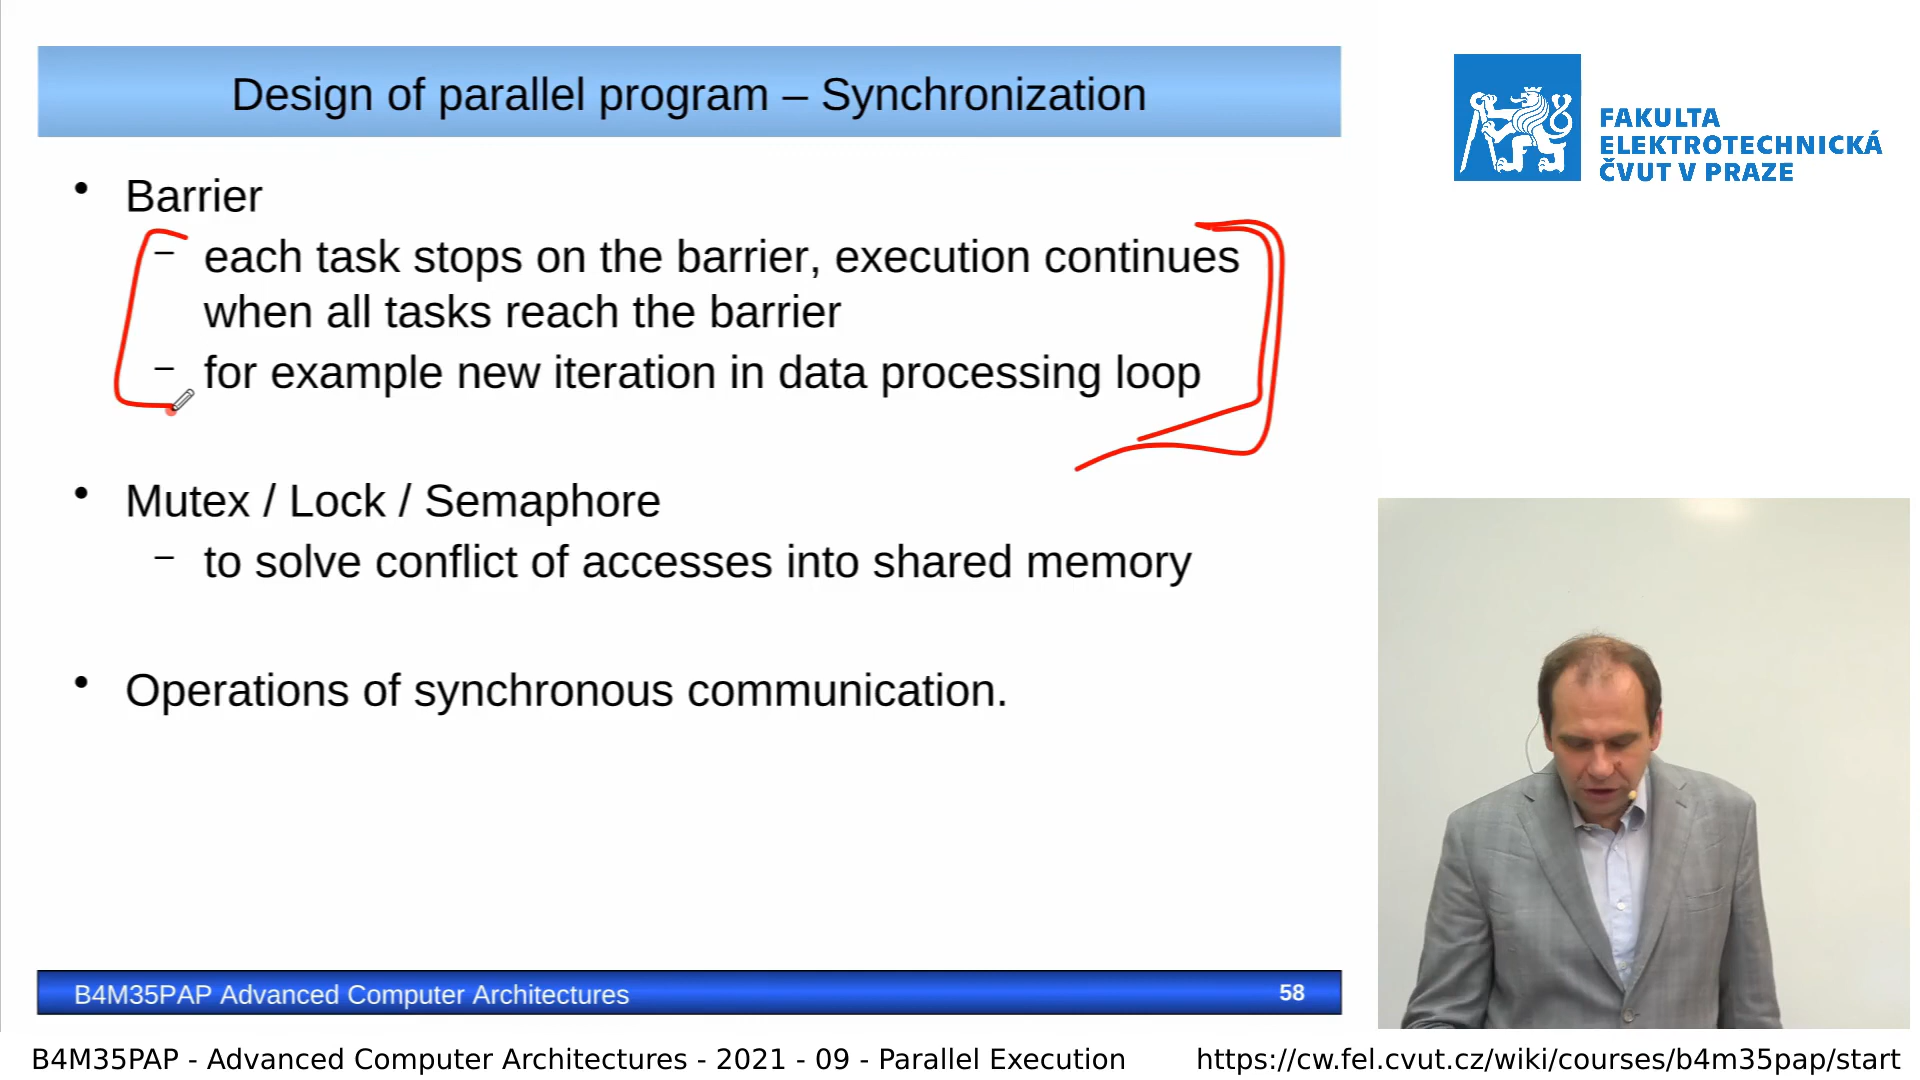 Design of parallel program – Synchronization
FAKULTA
ELEKTROTECHNICKÁ
ČVUT V PRAZE
• Barrier
– each task stops on the barrier, execution continues
when all tasks reach the barrier
– for example new iteration in data processing loop
• Mutex / Lock / Semaphore
– to solve conflict of accesses into shared memory
• Operations of synchronous communication.
B4M35PAP Advanced Computer Architectures 58
B4M35PAP - Advanced Computer Architectures - 2021 - 09 - Parallel Execution https://cw.fel.cvut.cz/wiki/courses/b4m35pap/start